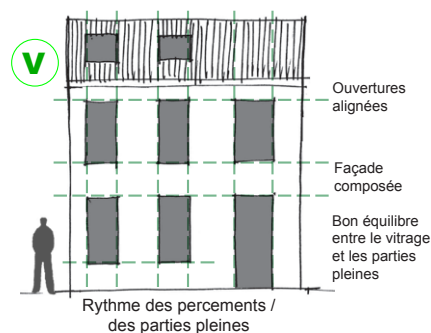 V
Ouvertures
alignées
Façade
composée
Bon équilibre
entre le vitrage
et les parties
pleines
Rythme des percements /
des parties pleines